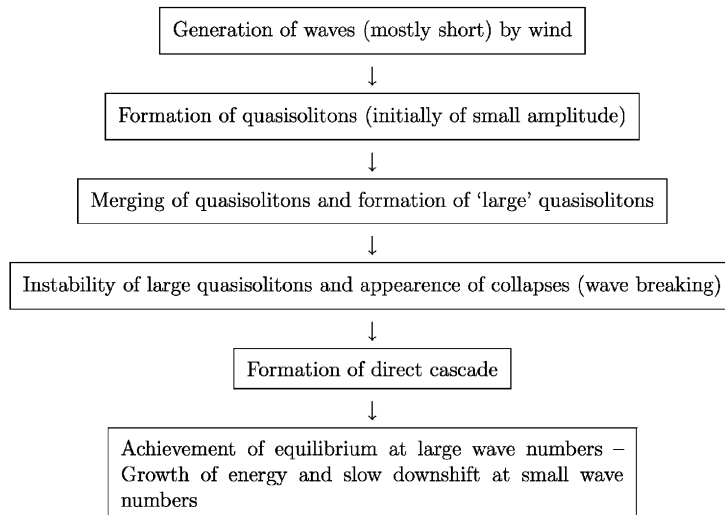 Generation of waves (mostly short) by wind
↓
Formation of quasisolitons (initially of small amplitude)
↓
Merging of quasisolitons and formation of ‘large’ quasisolitons
↓
Instability of large quasisolitons and appearence of collapses (wave breaking)
↓
Formation of direct cascade
↓
Achievement of equilibrium at large wave numbers –
Growth of energy and slow downshift at small wave
numbers